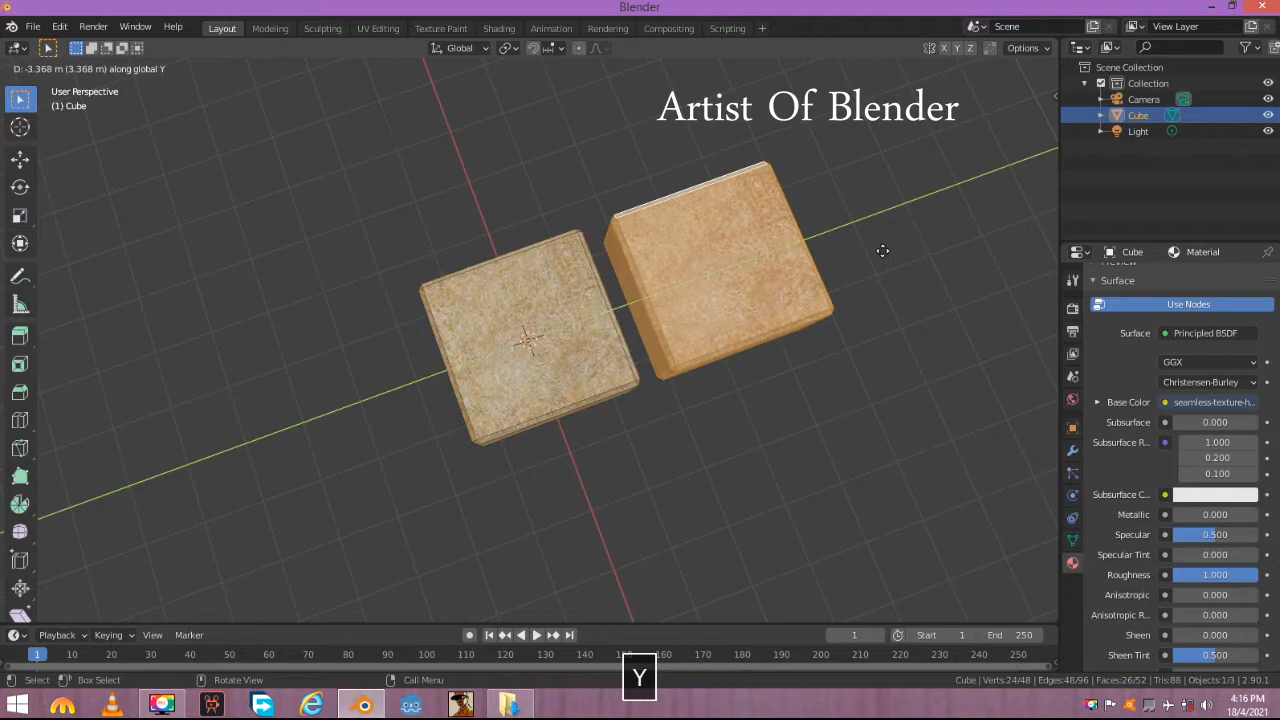 Blender
File Edit Render Window Help Layout Modeling Sculpting UV Editing Texture Paint Shading Animation Rendering Compositing Scripting + Scene View Layer
Global X Y Z Options
D: -3.368 m (3.368 m) along global Y
User Perspective
(1) Cube
Artist Of Blender
Scene Collection
Collection
Camera
Cube
Light
Cube Material
Surface
Use Nodes
Surface Principled BSDF
GGX
Christensen-Burley
Base Color seamless-texture-h...
Subsurface 0.000
Subsurface R... 1.000
0.200
0.100
Subsurface C...
Metallic 0.000
Specular 0.500
Specular Tint 0.000
Roughness 1.000
Anisotropic 0.000
Anisotropic R... 0.000
Sheen 0.000
Sheen Tint 0.500
Playback Keying View Marker 1 Start 1 End 250
1 10 20 30 40 50 60 70 80 90 100 110 120 130 140 150 160 170 180 190 200 210 220 230 240 250
Y
Select Box Select Rotate View Call Menu Cube | Verts:24/48 | Edges:48/96 | Faces:26/52 | Tris:88 | Objects:1/3 | 2.90.1
4:16 PM
18/4/2021